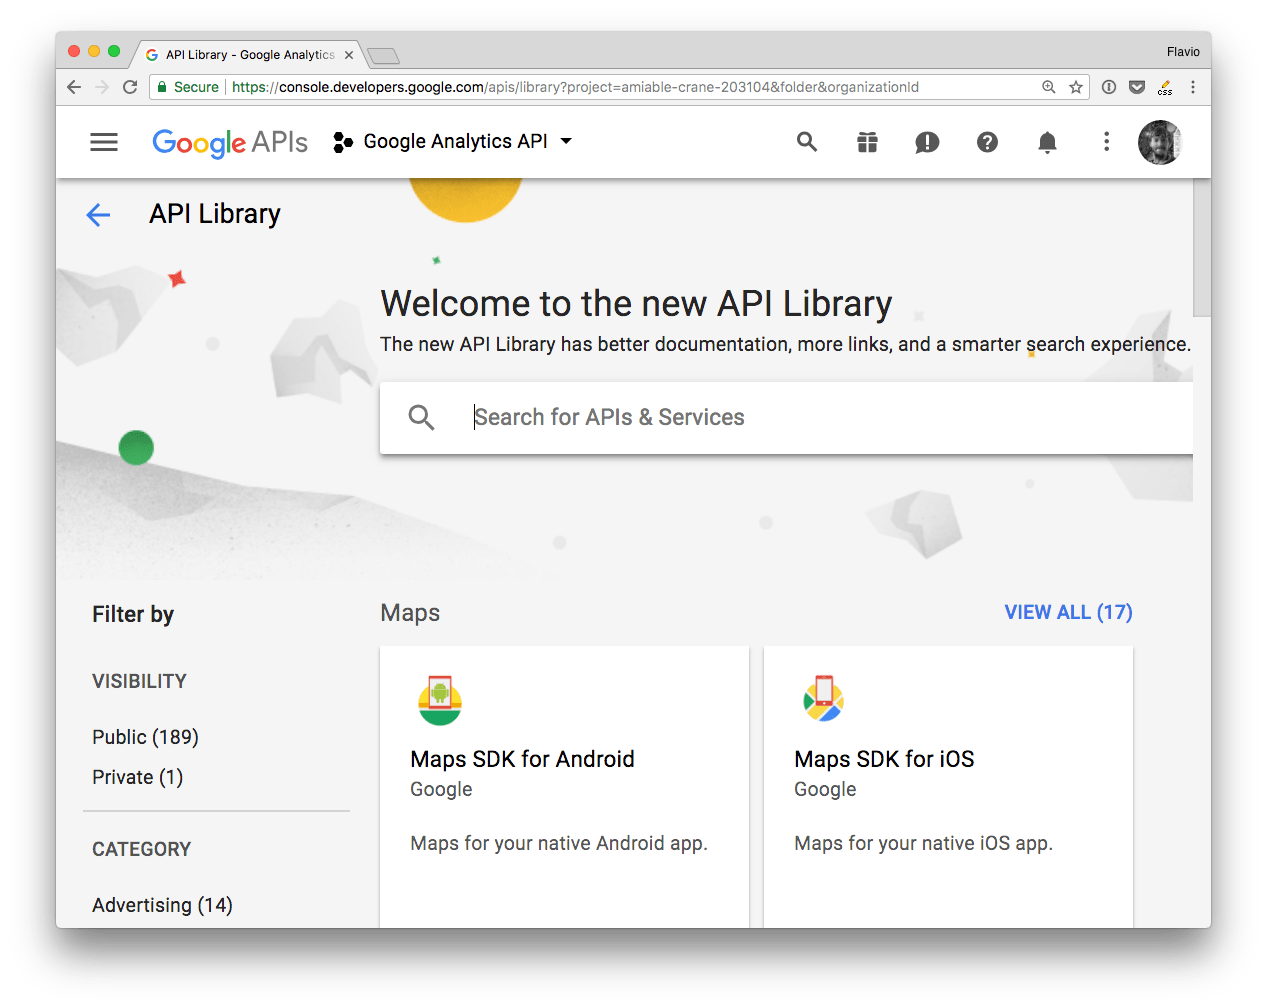 API Library - Google Analytics
Flavio
Secure https://console.developers.google.com/apis/library?project=amiable-crane-203104&folder&organizationId
css
Google APIs Google Analytics API
API Library
Welcome to the new API Library
The new API Library has better documentation, more links, and a smarter search experience.
Search for APIs & Services
Filter by
Maps
VIEW ALL (17)
VISIBILITY
Public (189)
Private (1)
CATEGORY
Advertising (14)
Maps SDK for Android
Google
Maps for your native Android app.
Maps SDK for iOS
Google
Maps for your native iOS app.